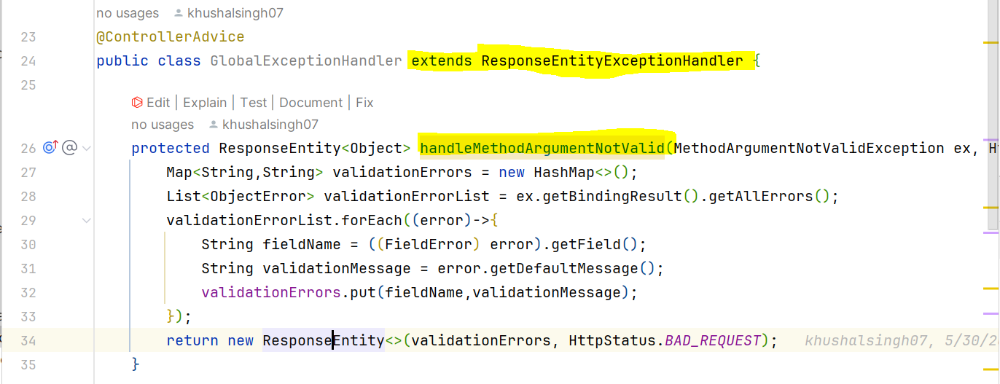 no usages khushalsingh07
23 @ControllerAdvice
24 public class GlobalExceptionHandler extends ResponseEntityExceptionHandler {
25
Edit | Explain | Test | Document | Fix
no usages khushalsingh07
26 protected ResponseEntity<Object> handleMethodArgumentNotValid(MethodArgumentNotValidException ex, Ht
27 Map<String,String> validationErrors = new HashMap<>();
28 List<ObjectError> validationErrorList = ex.getBindingResult().getAllErrors();
29 validationErrorList.forEach((error)->{
30 String fieldName = ((FieldError) error).getField();
31 String validationMessage = error.getDefaultMessage();
32 validationErrors.put(fieldName,validationMessage);
33 });
34 return new ResponseEntity<>(validationErrors, HttpStatus.BAD_REQUEST); khushalsingh07, 5/30/2
35 }